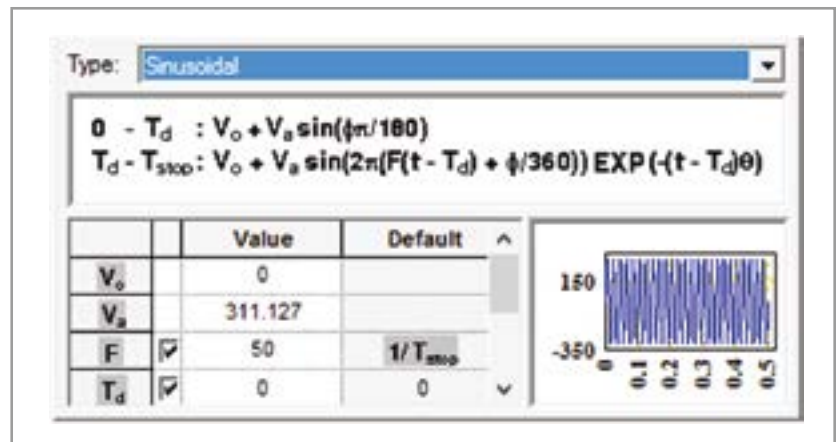 Type: Sinusoidal
0 - Td : Vo + Va sin(ϕπ/180)
Td - Tstop : Vo + Va sin(2π(F(t - Td) + ϕ/360)) EXP(-(t - Td)θ)
Value Default
Vo 0
Va 311.127
F 50 1/Tstop
Td 0 0
150
-350
0 0.1 0.2 0.3 0.4 0.5